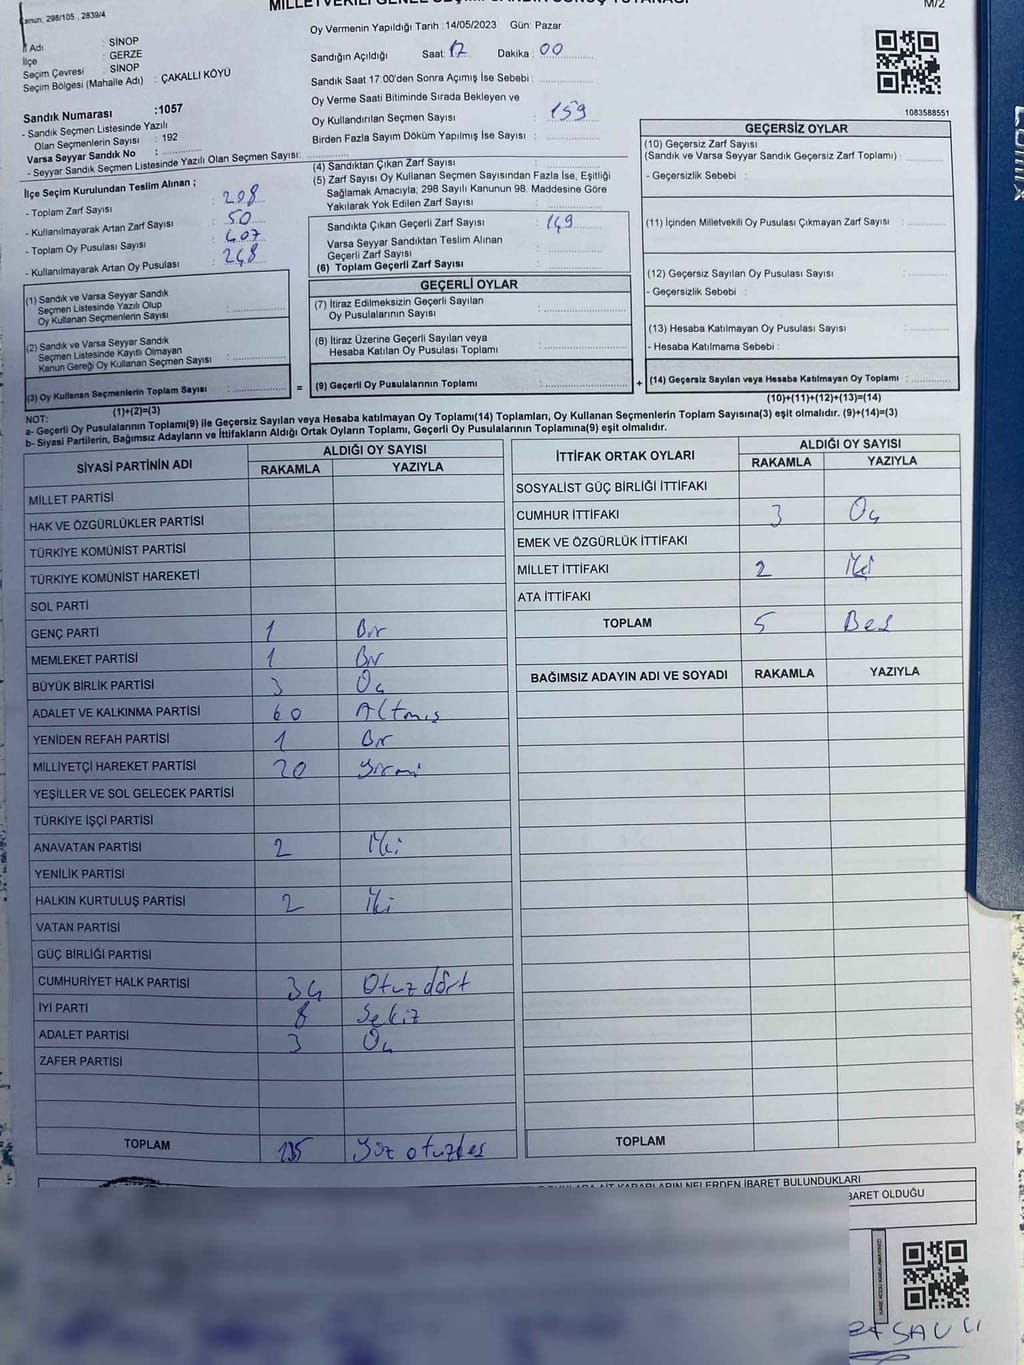 Kanun: 298/105 , 2839/4
M/2
İl Adı : SİNOP
İlçe : GERZE
Seçim Çevresi : SİNOP
Seçim Bölgesi (Mahalle Adı) : ÇAKALLI KÖYÜ
Sandık Numarası :1057
- Sandık Seçmen Listesinde Yazılı
Olan Seçmenlerin Sayısı : 192
Varsa Seyyar Sandık No :
- Seyyar Sandık Seçmen Listesinde Yazılı Olan Seçmen Sayısı:
İlçe Seçim Kurulundan Teslim Alınan ;
- Toplam Zarf Sayısı : 208
- Kullanılmayarak Artan Zarf Sayısı : 50
- Toplam Oy Pusulası Sayısı : 407
- Kullanılmayarak Artan Oy Pusulası : 248
Oy Vermenin Yapıldığı Tarih :14/05/2023 Gün: Pazar
Sandığın Açıldığı Saat: 17 Dakika : 00
Sandık Saat 17:00'den Sonra Açımış İse Sebebi :
Oy Verme Saati Bitiminde Sırada Bekleyen ve
Oy Kullandırılan Seçmen Sayısı : 159
Birden Fazla Sayım Döküm Yapılmış İse Sayısı :
(4) Sandıktan Çıkan Zarf Sayısı :
(5) Zarf Sayısı Oy Kullanan Seçmen Sayısından Fazla İse, Eşitliği
Sağlamak Amacıyla, 298 Sayılı Kanunun 98. Maddesine Göre
Yakılarak Yok Edilen Zarf Sayısı :
Sandıkta Çıkan Geçerli Zarf Sayısı : 149
Varsa Seyyar Sandıktan Teslim Alınan
Geçerli Zarf Sayısı :
(6) Toplam Geçerli Zarf Sayısı :
1083588551
GEÇERSİZ OYLAR
(10) Geçersiz Zarf Sayısı
(Sandık ve Varsa Seyyar Sandık Geçersiz Zarf Toplamı) :
- Geçersizlik Sebebi :
(11) İçinden Milletvekili Oy Pusulası Çıkmayan Zarf Sayısı :
(12) Geçersiz Sayılan Oy Pusulası Sayısı :
- Geçersizlik Sebebi :
(13) Hesaba Katılmayan Oy Pusulası Sayısı :
- Hesaba Katılmama Sebebi :
(14) Geçersiz Sayılan veya Hesaba Katılmayan Oy Toplamı :
(10)+(11)+(12)+(13)=(14)
(1) Sandık ve Varsa Seyyar Sandık
Seçmen Listesinde Yazılı Olup
Oy Kullanan Seçmenlerin Sayısı :
(2) Sandık ve Varsa Seyyar Sandık
Seçmen Listesinde Kayıtlı Olmayan
Kanun Gereği Oy Kullanan Seçmen Sayısı :
(3) Oy Kullanan Seçmenlerin Toplam Sayısı :
(1)+(2)=(3)
GEÇERLİ OYLAR
(7) İtiraz Edilmeksizin Geçerli Sayılan
Oy Pusulalarının Sayısı :
(8) İtiraz Üzerine Geçerli Sayılan veya
Hesaba Katılan Oy Pusulası Toplamı :
= (9) Geçerli Oy Pusulalarının Toplamı : +
NOT:
a- Geçerli Oy Pusulalarının Toplamı(9) ile Geçersiz Sayılan veya Hesaba katılmayan Oy Toplamı(14) Toplamları, Oy Kullanan Seçmenlerin Toplam Sayısına(3) eşit olmalıdır. (9)+(14)=(3)
b- Siyasi Partilerin, Bağımsız Adayların ve İttifakların Aldığı Ortak Oyların Toplamı, Geçerli Oy Pusulalarının Toplamına(9) eşit olmalıdır.
SİYASİ PARTİNİN ADI ALDIĞI OY SAYISI
RAKAMLA YAZIYLA
MİLLET PARTİSİ
HAK VE ÖZGÜRLÜKLER PARTİSİ
TÜRKİYE KOMÜNİST PARTİSİ
TÜRKİYE KOMÜNİST HAREKETİ
SOL PARTİ
GENÇ PARTİ 1 Bir
MEMLEKET PARTİSİ 1 Bir
BÜYÜK BİRLİK PARTİSİ 3 Üç
ADALET VE KALKINMA PARTİSİ 60 Altmış
YENİDEN REFAH PARTİSİ 1 Bir
MİLLİYETÇİ HAREKET PARTİSİ 20 Yirmi
YEŞİLLER VE SOL GELECEK PARTİSİ
TÜRKİYE İŞÇİ PARTİSİ
ANAVATAN PARTİSİ 2 İki
YENİLİK PARTİSİ
HALKIN KURTULUŞ PARTİSİ 2 İki
VATAN PARTİSİ
GÜÇ BİRLİĞİ PARTİSİ
CUMHURİYET HALK PARTİSİ 34 Otuzdört
İYİ PARTİ 8 Sekiz
ADALET PARTİSİ 3 Üç
ZAFER PARTİSİ
TOPLAM 135 Yüz otuzbeş
İTTİFAK ORTAK OYLARI ALDIĞI OY SAYISI
RAKAMLA YAZIYLA
SOSYALİST GÜÇ BİRLİĞİ İTTİFAKI
CUMHUR İTTİFAKI 3 Üç
EMEK VE ÖZGÜRLÜK İTTİFAKI
MİLLET İTTİFAKI 2 İki
ATA İTTİFAKI
TOPLAM 5 Beş
BAĞIMSIZ ADAYIN ADI VE SOYADI RAKAMLA YAZIYLA
TOPLAM
NELERDEN İBARET BULUNDUKLARI
İBARET OLDUĞU
SAVCI